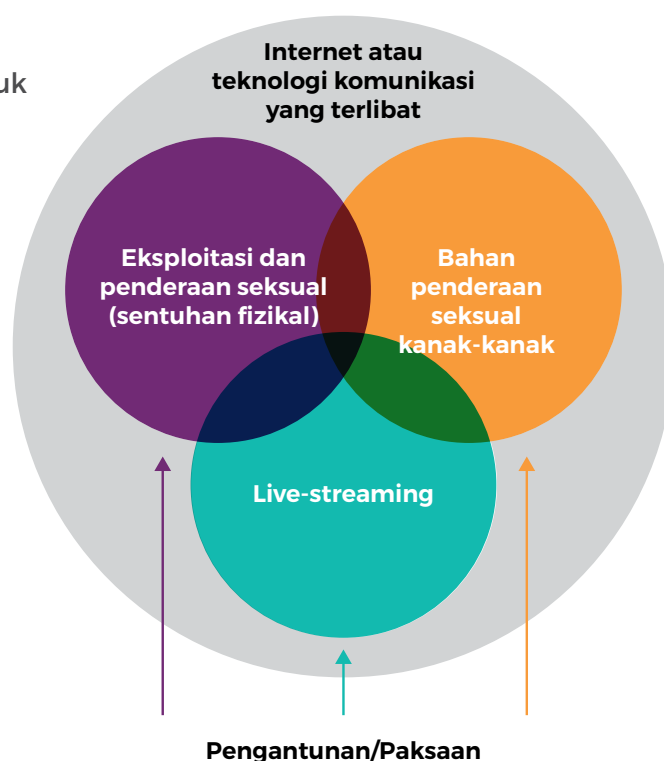 uk
Internet atau
teknologi komunikasi
yang terlibat
Eksploitasi dan
penderaan seksual
(sentuhan fizikal)
Bahan
penderaan
seksual
kanak-kanak
Live-streaming
Pengantunan/Paksaan